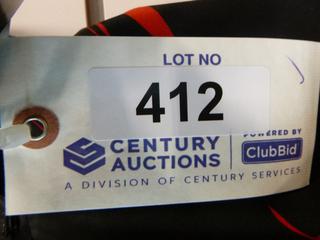 LOT NO
412
CENTURY
AUCTIONS
POWERED BY
ClubBid
A DIVISION OF CENTURY SERVICES